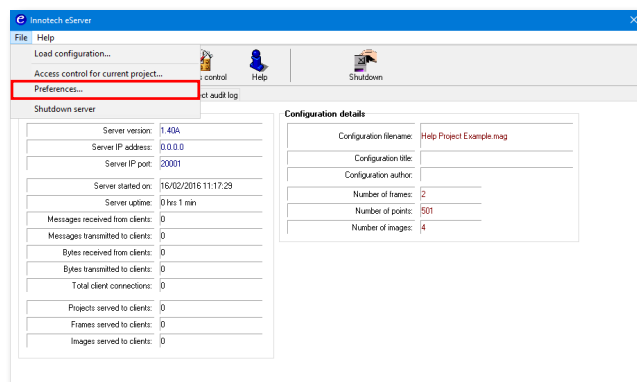 Innotech eServer
File Help
Load configuration...
Access control for current project...
Preferences...
Shutdown server
control Help Shutdown
audit log
Configuration details
Server version: 1.40A
Server IP address: 0.0.0.0
Server IP port: 20001
Server started on: 16/02/2016 11:17:29
Server uptime: 0 hrs 1 min
Messages received from clients: 0
Messages transmitted to clients: 0
Bytes received from clients: 0
Bytes transmitted to clients: 0
Total client connections: 0
Projects served to clients: 0
Frames served to clients: 0
Images served to clients: 0
Configuration filename: Help Project Example.mag
Configuration title:
Configuration author:
Number of frames: 2
Number of points: 501
Number of images: 4